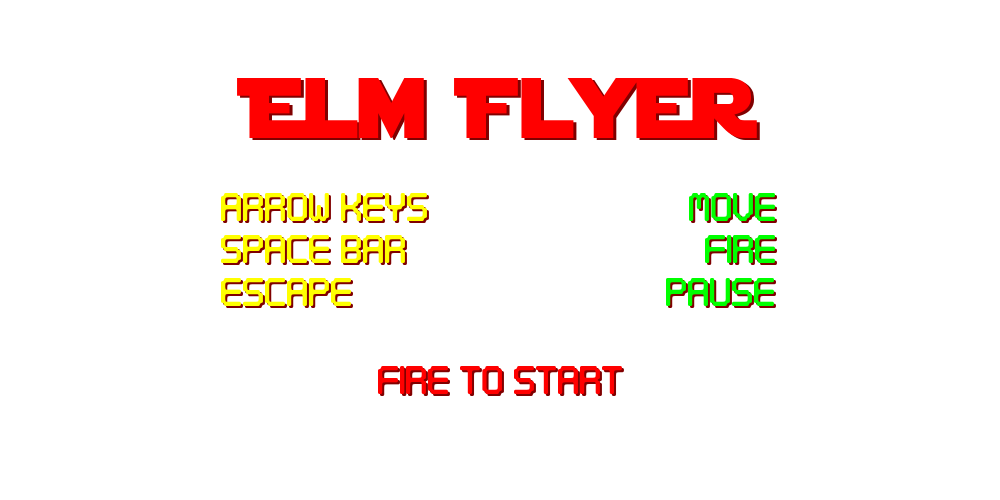 ELM FLYER
ARROW KEYS MOVE
SPACE BAR FIRE
ESCAPE PAUSE
FIRE TO START